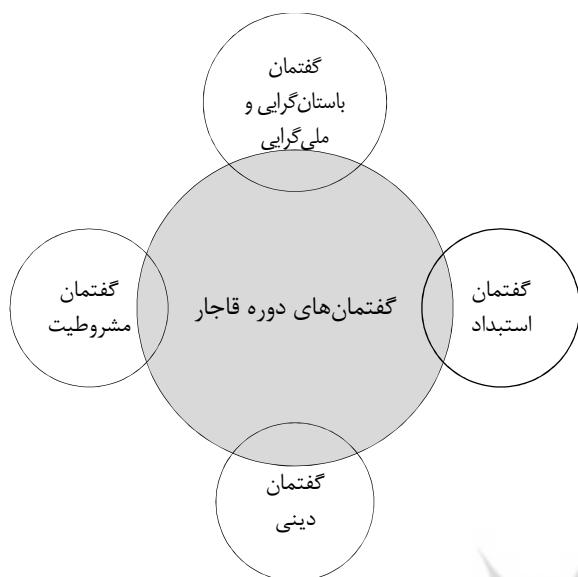 گفتمان
باستان‌گرایی و
ملی‌گرایی
گفتمان
استبداد
گفتمان‌های دوره قاجار
گفتمان
مشروطیت
گفتمان
دینی